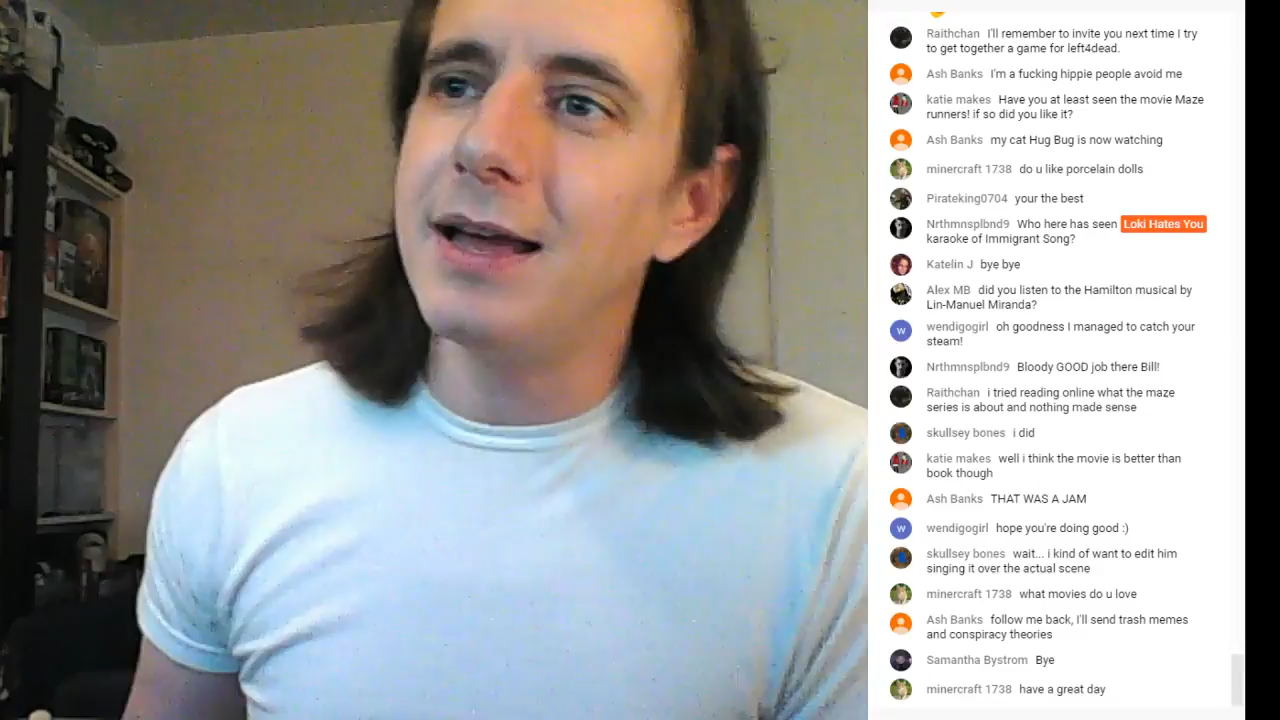 Raithchan I'll remember to invite you next time I try
to get together a game for left4dead.
Ash Banks I'm a fucking hippie people avoid me
katie makes Have you at least seen the movie Maze
runners! if so did you like it?
Ash Banks my cat Hug Bug is now watching
minercraft 1738 do u like porcelain dolls
Pirateking0704 your the best
Nrthmnsplbnd9 Who here has seen Loki Hates You
karaoke of Immigrant Song?
Katelin J bye bye
Alex MB did you listen to the Hamilton musical by
Lin-Manuel Miranda?
W wendigogirl oh goodness I managed to catch your
steam!
Nrthmnsplbnd9 Bloody GOOD job there Bill!
Raithchan i tried reading online what the maze
series is about and nothing made sense
skullsey bones i did
katie makes well i think the movie is better than
book though
Ash Banks THAT WAS A JAM
W wendigogirl hope you're doing good :)
skullsey bones wait... i kind of want to edit him
singing it over the actual scene
minercraft 1738 what movies do u love
Ash Banks follow me back, I'll send trash memes
and conspiracy theories
Samantha Bystrom Bye
minercraft 1738 have a great day